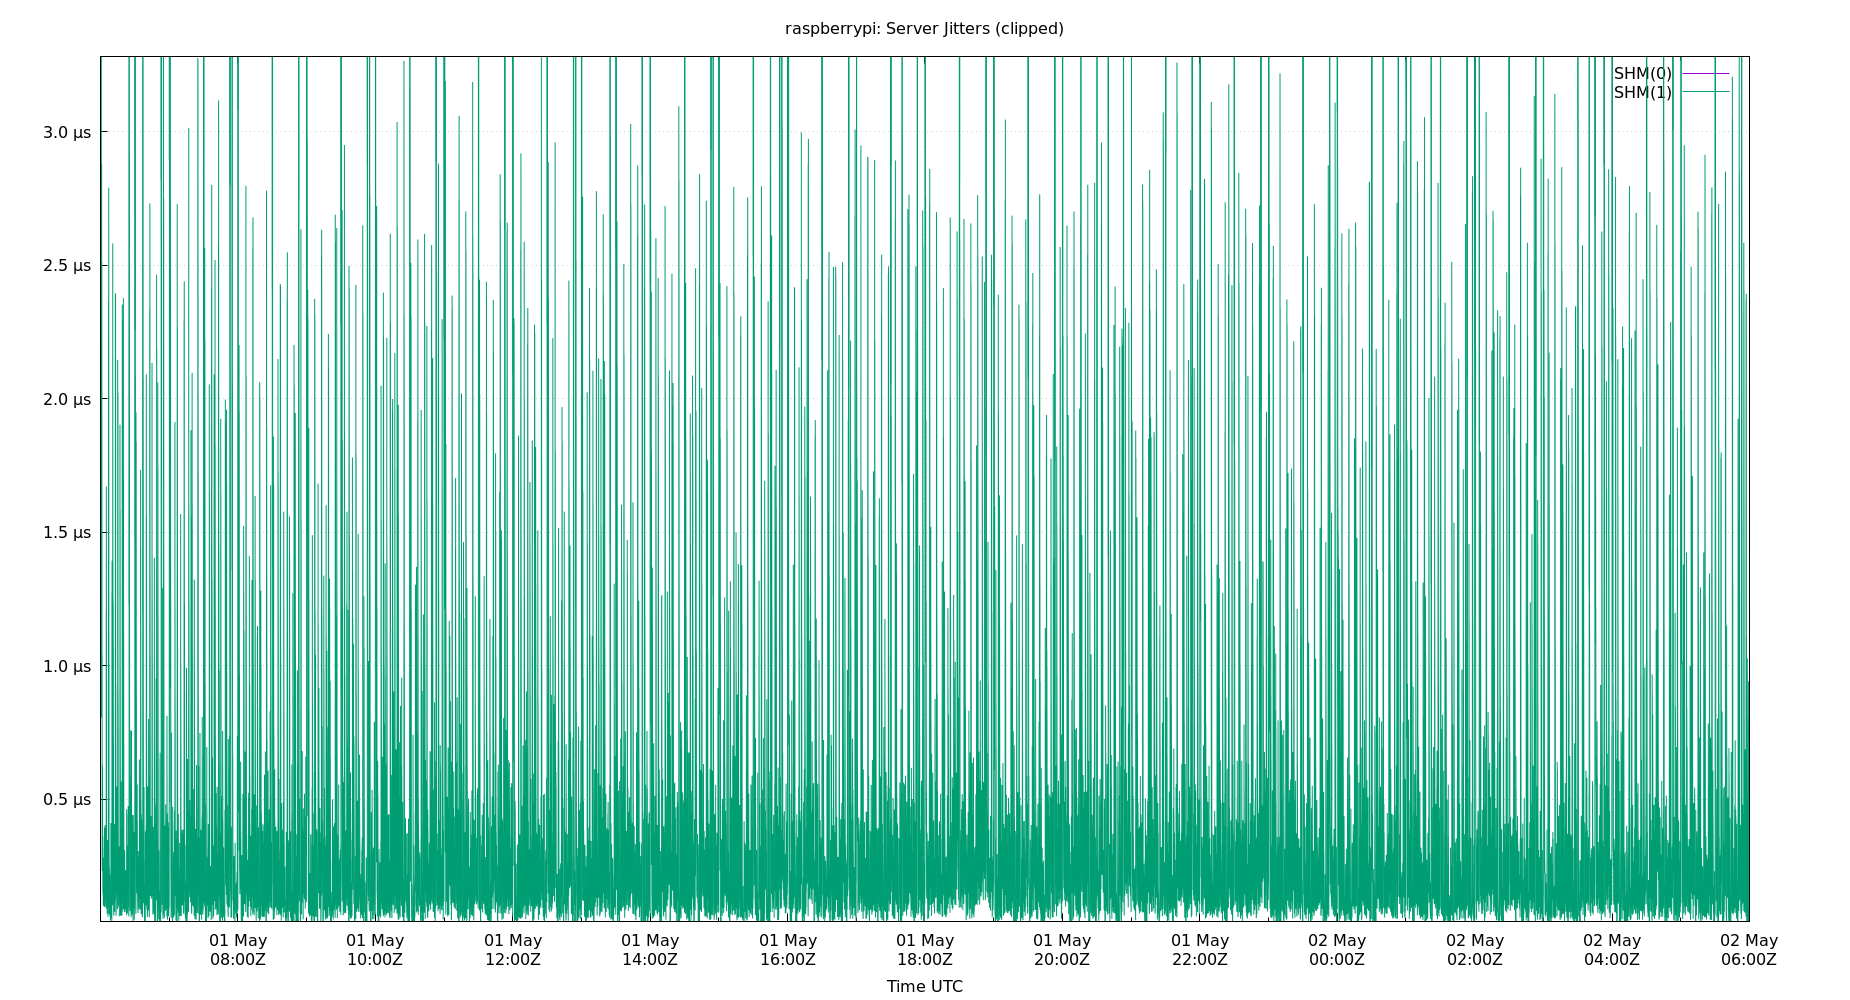 raspberrypi: Server Jitters (clipped)
SHM(0)
SHM(1)
3.0 µs
2.5 µs
2.0 µs
1.5 µs
1.0 µs
0.5 µs
01 May 01 May 01 May 01 May 01 May 01 May 01 May 01 May 02 May 02 May 02 May 02 May
08:00Z 10:00Z 12:00Z 14:00Z 16:00Z 18:00Z 20:00Z 22:00Z 00:00Z 02:00Z 04:00Z 06:00Z
Time UTC